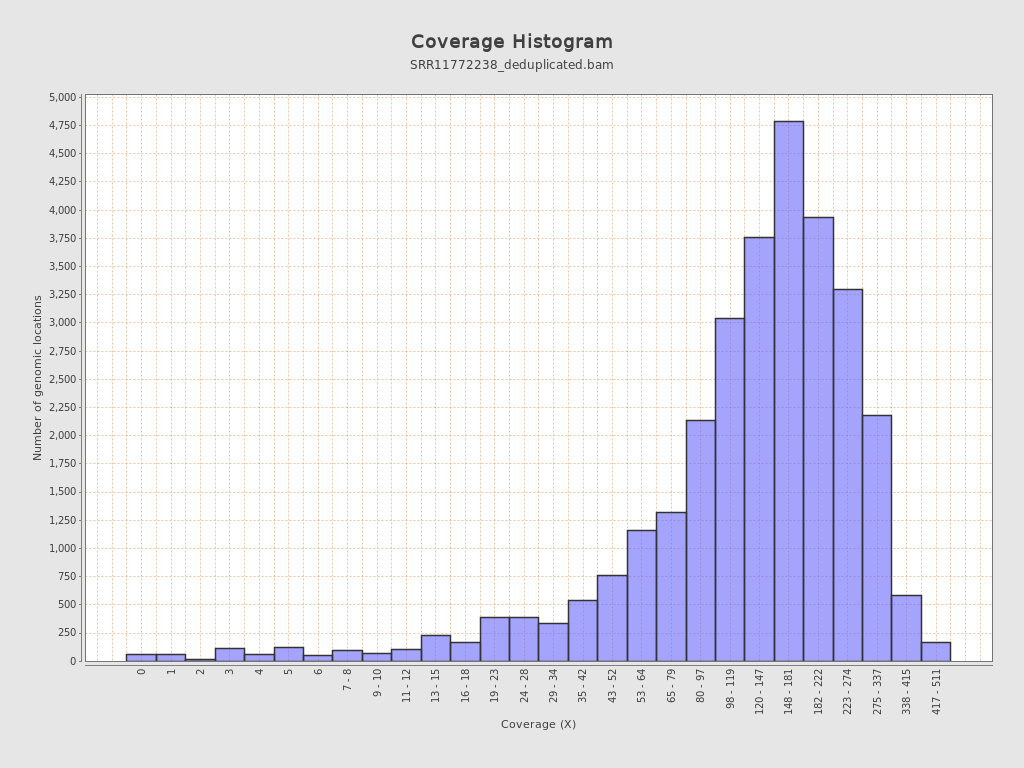 Coverage Histogram
SRR11772238_deduplicated.bam
Number of genomic locations
5,000
4,750
4,500
4,250
4,000
3,750
3,500
3,250
3,000
2,750
2,500
2,250
2,000
1,750
1,500
1,250
1,000
750
500
250
0
0
1
2
3
4
5
6
7 - 8
9 - 10
11 - 12
13 - 15
16 - 18
19 - 23
24 - 28
29 - 34
35 - 42
43 - 52
53 - 64
65 - 79
80 - 97
98 - 119
120 - 147
148 - 181
182 - 222
223 - 274
275 - 337
338 - 415
417 - 511
Coverage (X)